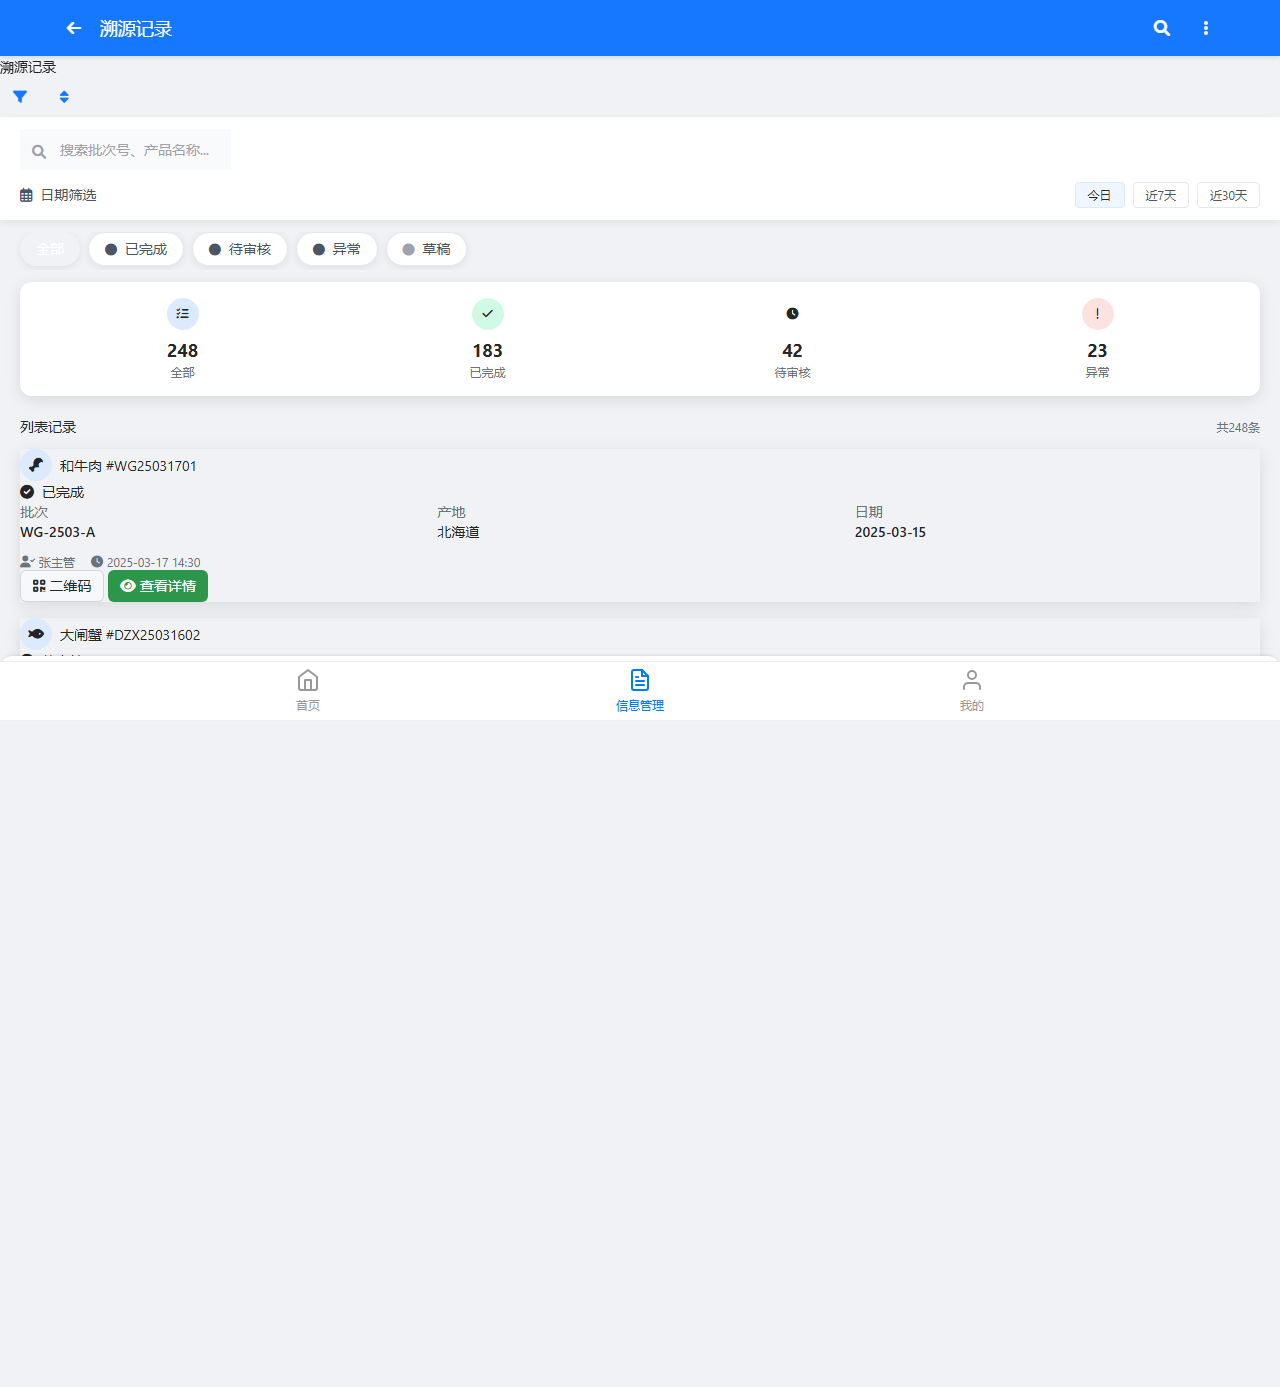 溯源记录
溯源记录
搜索批次号、产品名称...
日期筛选 今日 近7天 近30天
全部 已完成 待审核 异常 草稿
248 183 42 23
全部 已完成 待审核 异常
列表记录 共248条
和牛肉 #WG25031701
已完成
批次 产地 日期
WG-2503-A 北海道 2025-03-15
张主管 2025-03-17 14:30
二维码 查看详情
大闸蟹 #DZX25031602
首页 信息管理 我的